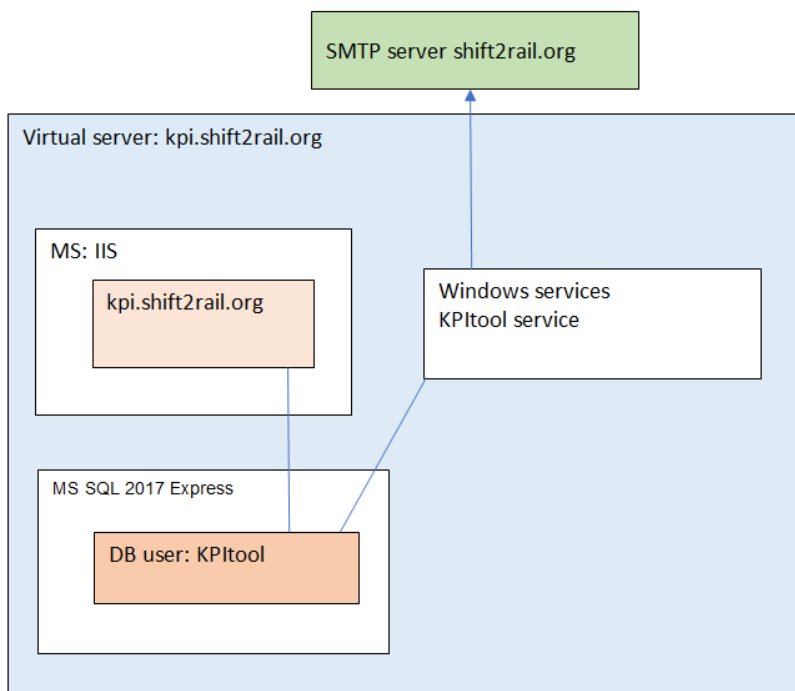 SMTP server shift2rail.org
Virtual server: kpi.shift2rail.org
MS: IIS
kpi.shift2rail.org
Windows services
KPItool service
MS SQL 2017 Express
DB user: KPItool